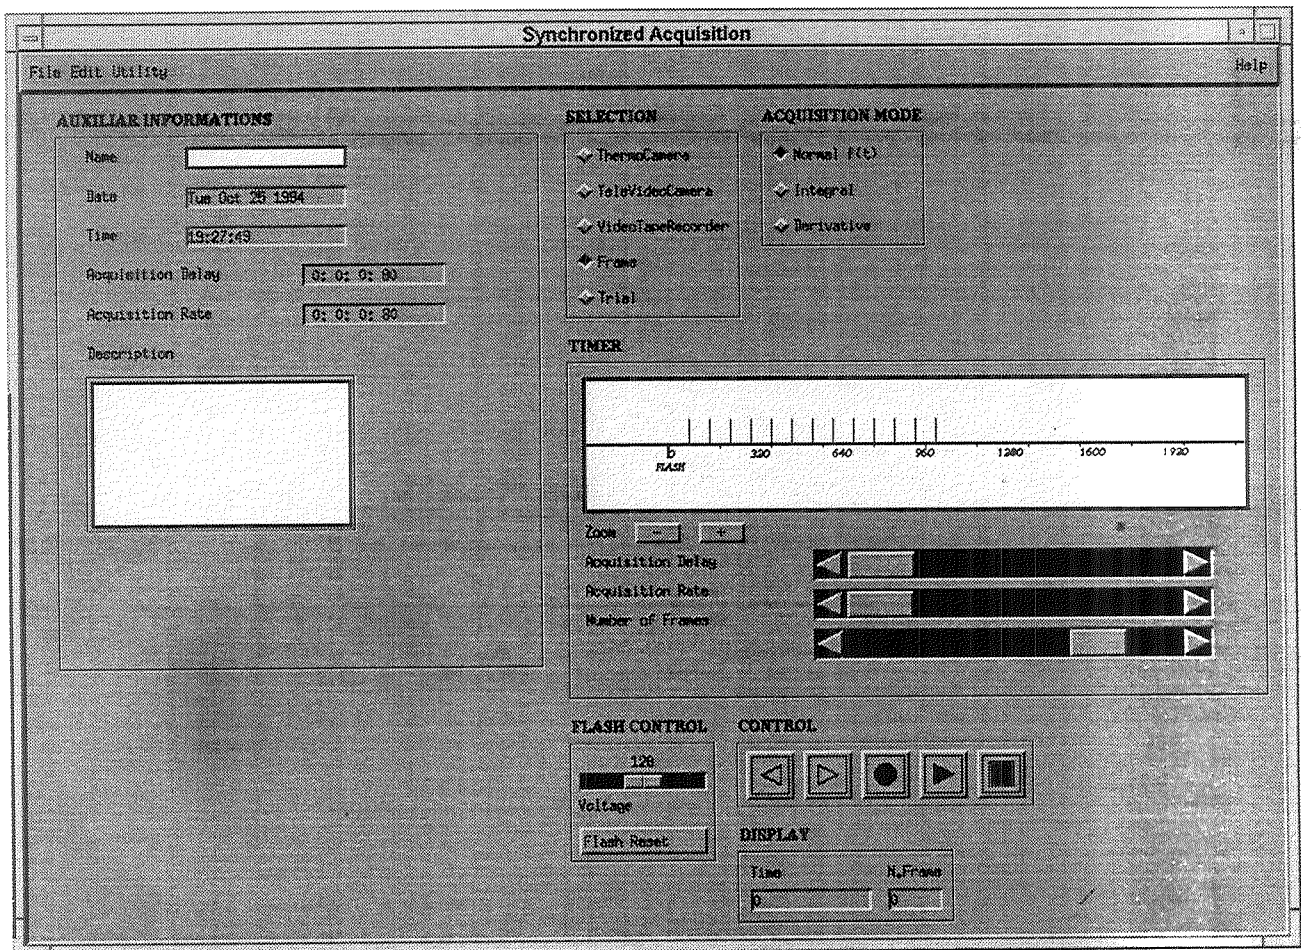 Synchronized Acquisition
File Edit Utility
Help
AUXILIAR INFORMATIONS
Name
Date
Tue Oct 25 1994
Time
19:27:49
Acquisition Delay
0: 0: 0: 80
Acquisition Rate
0: 0: 0: 80
Description
SELECTION
ThermoCamera
TeleVideoCamera
VideoTapeRecorder
Frame
Trial
ACQUISITION MODE
Normal f(t)
Integral
Derivative
TIMER
320 640 960 1280 1600 1920
FLASH
Zoom - +
Acquisition Delay
Acquisition Rate
Number of Frames
FLASH CONTROL
120
Voltage
Flash Reset
CONTROL
DISPLAY
Time
N.Frame
0
0